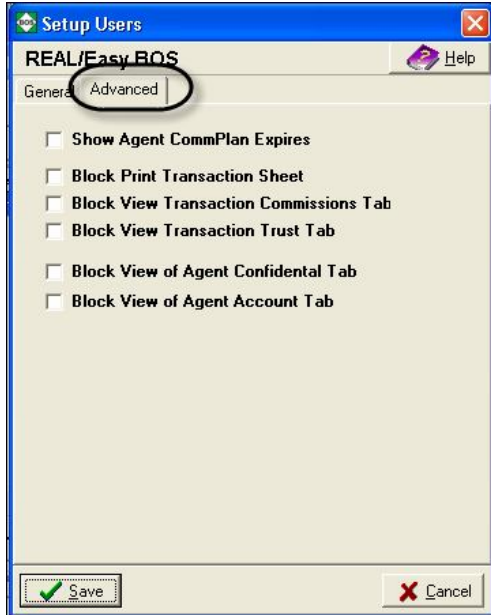 BOS Setup Users
REAL/Easy BOS
Help
General Advanced
Show Agent CommPlan Expires
Block Print Transaction Sheet
Block View Transaction Commissions Tab
Block View Transaction Trust Tab
Block View of Agent Confidental Tab
Block View of Agent Account Tab
Save Cancel